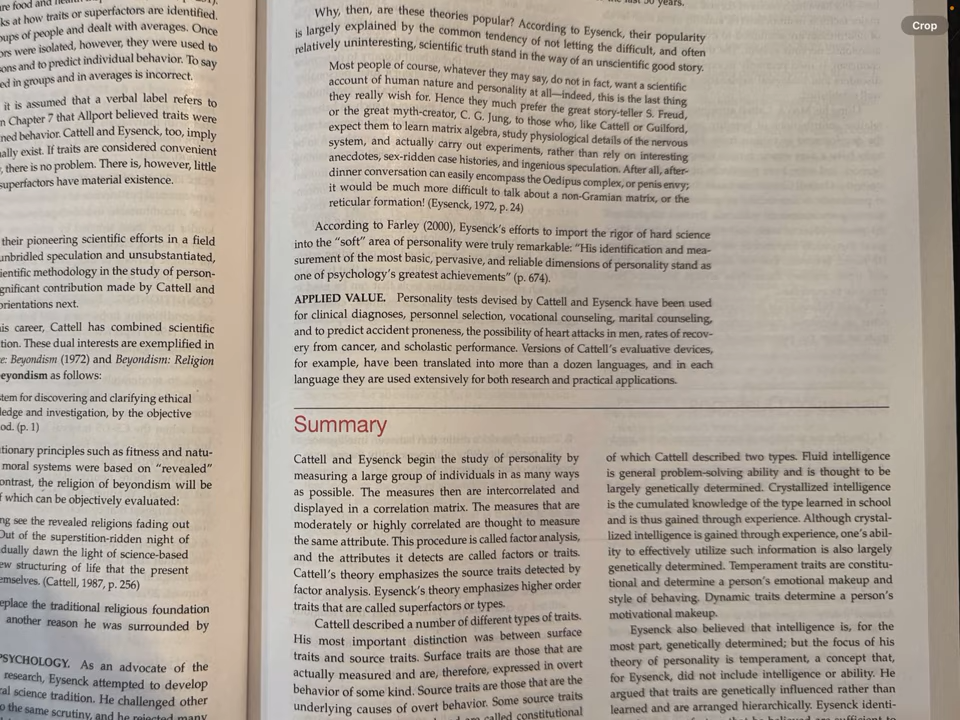 Crop
are food and
ks at how traits or superfactors are identified.
oups of people and dealt with averages. Once
ors were isolated, however, they were used to
ons and to predict individual behavior. To say
ed in groups and in averages is incorrect.
it is assumed that a verbal label refers to
n Chapter 7 that Allport believed traits were
ned behavior. Cattell and Eysenck, too, imply
ally exist. If traits are considered convenient
, there is no problem. There is, however, little
superfactors have material existence.
their pioneering scientific efforts in a field
unbridled speculation and unsubstantiated,
ientific methodology in the study of person-
gnificant contribution made by Cattell and
orientations next.
is career, Cattell has combined scientific
tion. These dual interests are exemplified in
e: Beyondism (1972) and Beyondism: Religion
eyondism as follows:
stem for discovering and clarifying ethical
ledge and investigation, by the objective
od. (p. 1)
tionary principles such as fitness and natu-
moral systems were based on “revealed”
ontrast, the religion of beyondism will be
f which can be objectively evaluated:
ng see the revealed religions fading out
Out of the superstition-ridden night of
dually dawn the light of science-based
ew structuring of life that the present
emselves. (Cattell, 1987, p. 256)
eplace the traditional religious foundation
another reason he was surrounded by
PSYCHOLOGY. As an advocate of the
research, Eysenck attempted to develop
ral science tradition. He challenged other
o the same scrutiny, and he rejected many
50 years.
Why, then, are these theories popular? According to Eysenck, their popularity
is largely explained by the common tendency of not letting the difficult, and often
relatively uninteresting, scientific truth stand in the way of an unscientific good story.
Most people of course, whatever they may say, do not in fact, want a scientific
account of human nature and personality at all—indeed, this is the last thing
they really wish for. Hence they much prefer the great story-teller S. Freud,
or the great myth-creator, C. G. Jung, to those who, like Cattell or Guilford,
expect them to learn matrix algebra, study physiological details of the nervous
system, and actually carry out experiments, rather than rely on interesting
anecdotes, sex-ridden case histories, and ingenious speculation. After all, after-
dinner conversation can easily encompass the Oedipus complex, or penis envy;
it would be much more difficult to talk about a non-Gramian matrix, or the
reticular formation! (Eysenck, 1972, p. 24)
According to Farley (2000), Eysenck’s efforts to import the rigor of hard science
into the “soft” area of personality were truly remarkable: “His identification and mea-
surement of the most basic, pervasive, and reliable dimensions of personality stand as
one of psychology’s greatest achievements” (p. 674).
APPLIED VALUE. Personality tests devised by Cattell and Eysenck have been used
for clinical diagnoses, personnel selection, vocational counseling, marital counseling,
and to predict accident proneness, the possibility of heart attacks in men, rates of recov-
ery from cancer, and scholastic performance. Versions of Cattell’s evaluative devices,
for example, have been translated into more than a dozen languages, and in each
language they are used extensively for both research and practical applications.
Summary
Cattell and Eysenck begin the study of personality by
measuring a large group of individuals in as many ways
as possible. The measures then are intercorrelated and
displayed in a correlation matrix. The measures that are
moderately or highly correlated are thought to measure
the same attribute. This procedure is called factor analysis,
and the attributes it detects are called factors or traits.
Cattell’s theory emphasizes the source traits detected by
factor analysis. Eysenck’s theory emphasizes higher order
traits that are called superfactors or types.
Cattell described a number of different types of traits.
His most important distinction was between surface
traits and source traits. Surface traits are those that are
actually measured and are, therefore, expressed in overt
behavior of some kind. Source traits are those that are the
underlying causes of overt behavior. Some source traits
called constitutional
of which Cattell described two types. Fluid intelligence
is general problem-solving ability and is thought to be
largely genetically determined. Crystallized intelligence
is the cumulated knowledge of the type learned in school
and is thus gained through experience. Although crystal-
lized intelligence is gained through experience, one’s abil-
ity to effectively utilize such information is also largely
genetically determined. Temperament traits are constitu-
tional and determine a person’s emotional makeup and
style of behaving. Dynamic traits determine a person’s
motivational makeup.
Eysenck also believed that intelligence is, for the
most part, genetically determined; but the focus of his
theory of personality is temperament, a concept that,
for Eysenck, did not include intelligence or ability. He
argued that traits are genetically influenced rather than
learned and are arranged hierarchically. Eysenck identi-